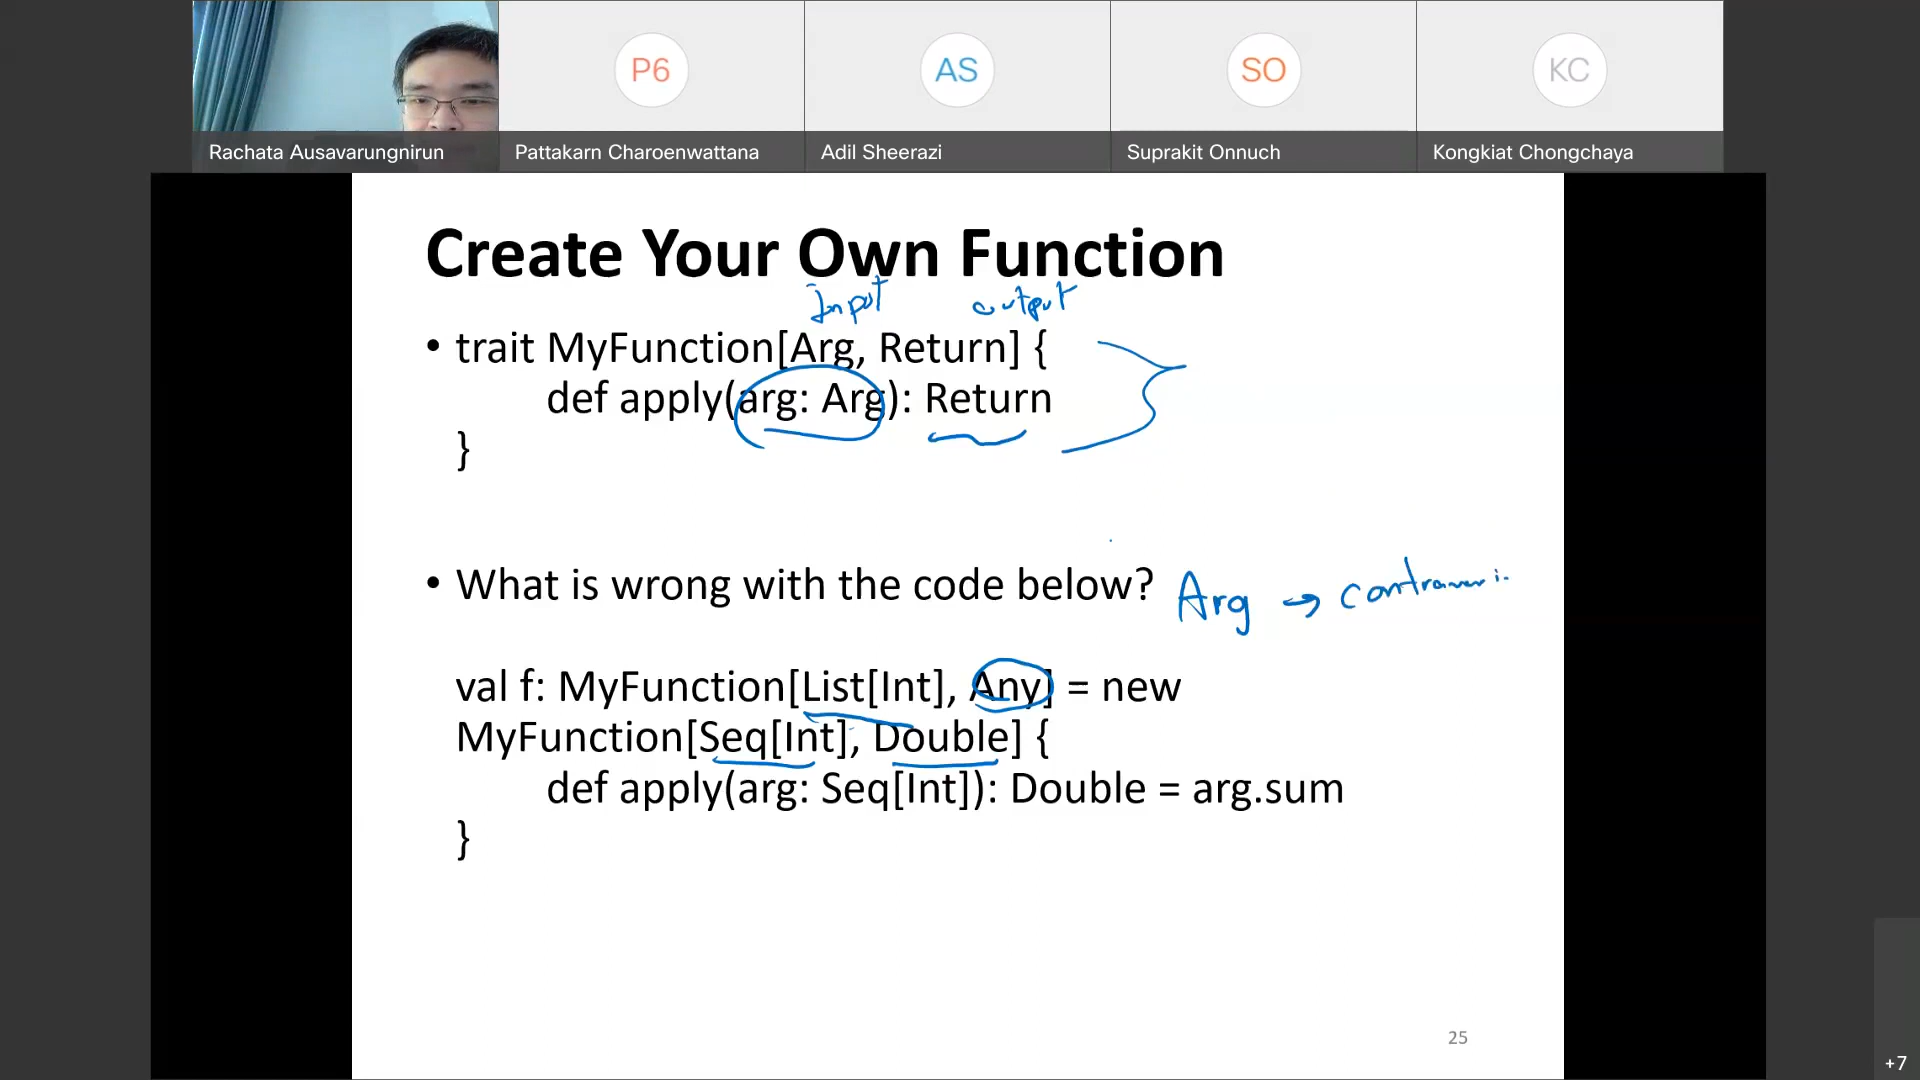 P6
AS
SO
KC
Rachata Ausavarungnirun
Pattakarn Charoenwattana
Adil Sheerazi
Suprakit Onnuch
Kongkiat Chongchaya
Create Your Own Function
Input output
• trait MyFunction[Arg, Return] {
def apply(arg: Arg): Return
}
• What is wrong with the code below?
Arg →
val f: MyFunction[List[Int], Any] = new
MyFunction[Seq[Int], Double] {
def apply(arg: Seq[Int]): Double = arg.sum
}
25
+7